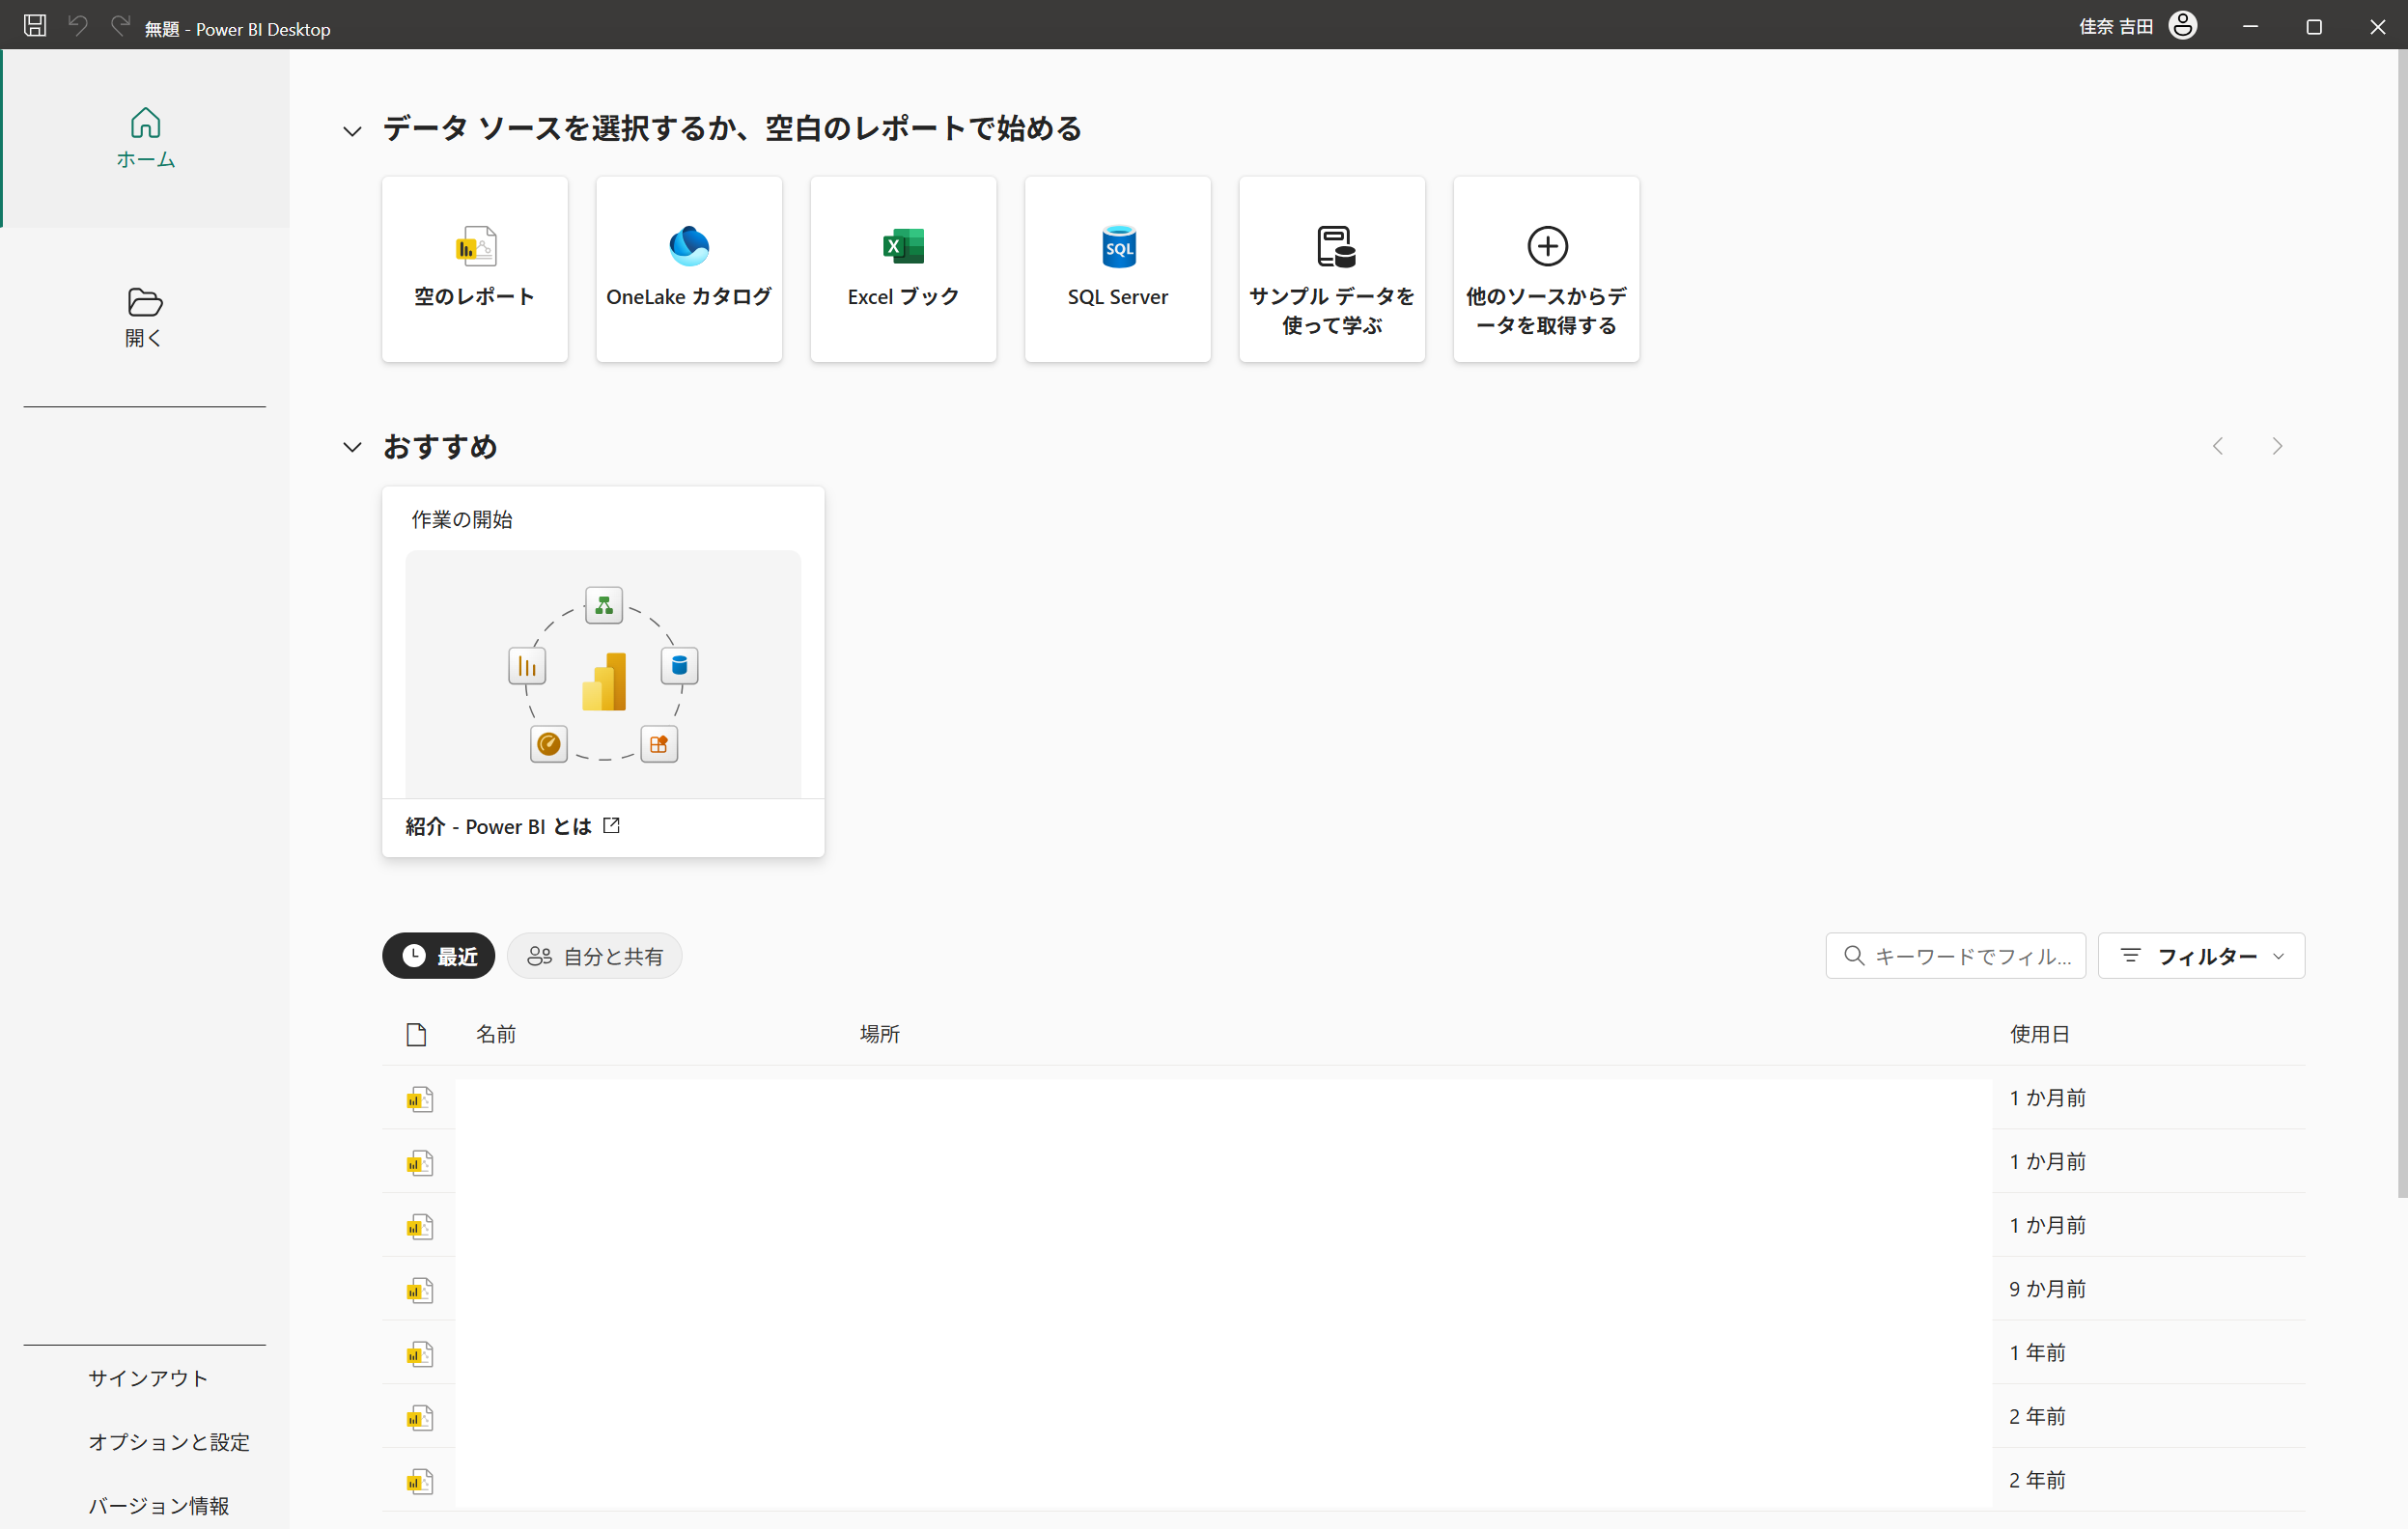 無題 - Power BI Desktop
佳奈 吉田
ホーム
開く
データ ソースを選択するか、空白のレポートで始める
空のレポート
OneLake カタログ
Excel ブック
SQL
SQL Server
サンプル データを
使って学ぶ
他のソースからデ
ータを取得する
おすすめ
作業の開始
紹介 - Power BI とは
最近
自分と共有
キーワードでフィル...
フィルター
名前
場所
使用日
1 か月前
1 か月前
1 か月前
9 か月前
1 年前
2 年前
2 年前
サインアウト
オプションと設定
バージョン情報